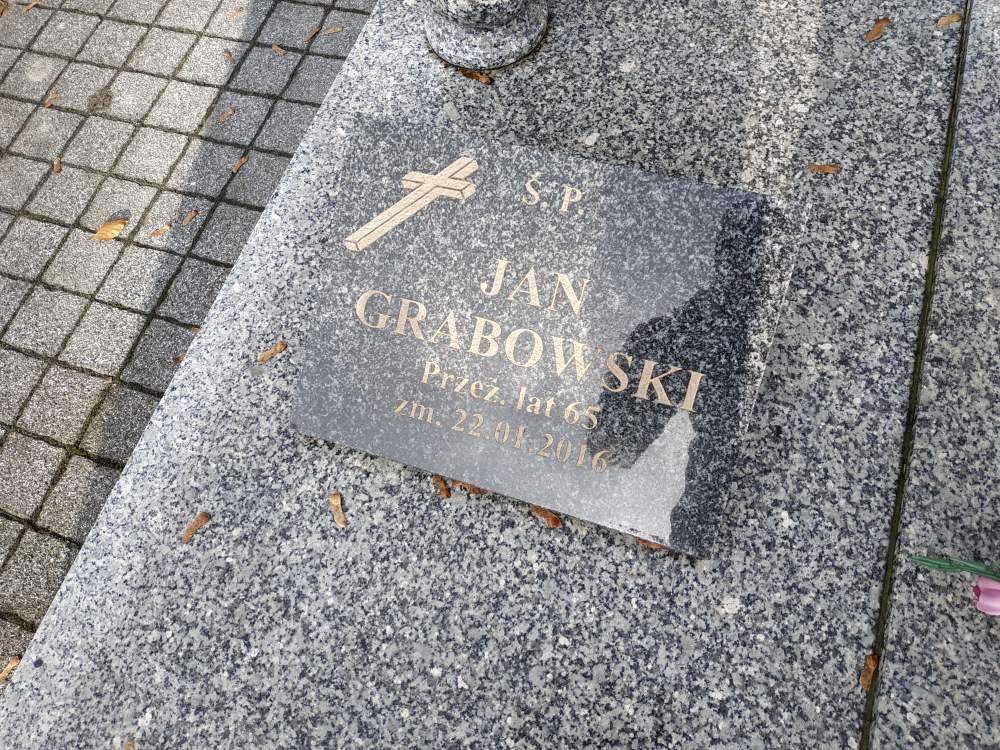 Ś. P.
JAN
GRABOWSKI
Przeż. lat 65
zm. 22.01.2016